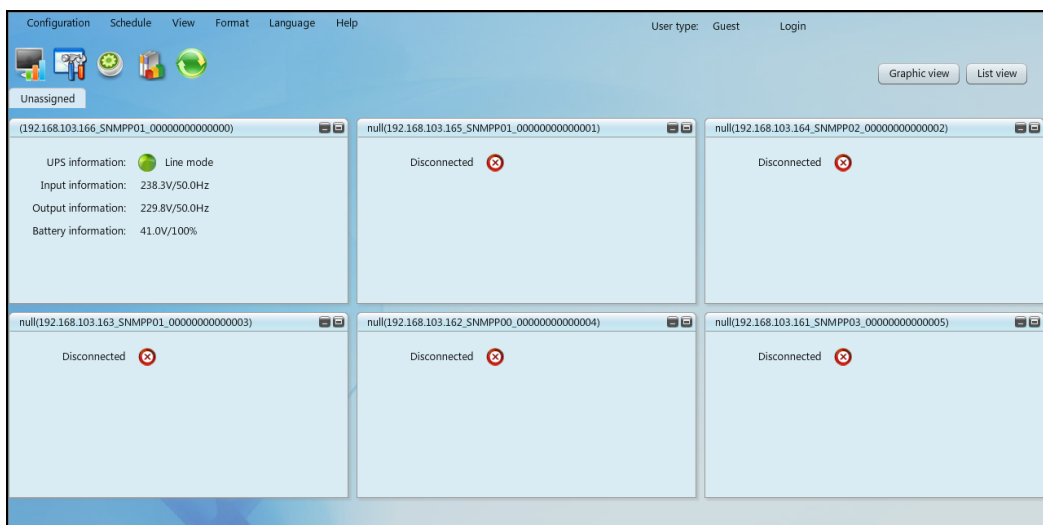 Configuration Schedule View Format Language Help
User type: Guest Login
Graphic view List view
Unassigned
(192.168.103.166_SNMPP01_00000000000000)
UPS information: Line mode
Input information: 238.3V/50.0Hz
Output information: 229.8V/50.0Hz
Battery information: 41.0V/100%
null(192.168.103.165_SNMPP01_00000000000001)
Disconnected
null(192.168.103.164_SNMPP02_00000000000002)
Disconnected
null(192.168.103.163_SNMPP01_00000000000003)
Disconnected
null(192.168.103.162_SNMPP00_00000000000004)
Disconnected
null(192.168.103.161_SNMPP03_00000000000005)
Disconnected